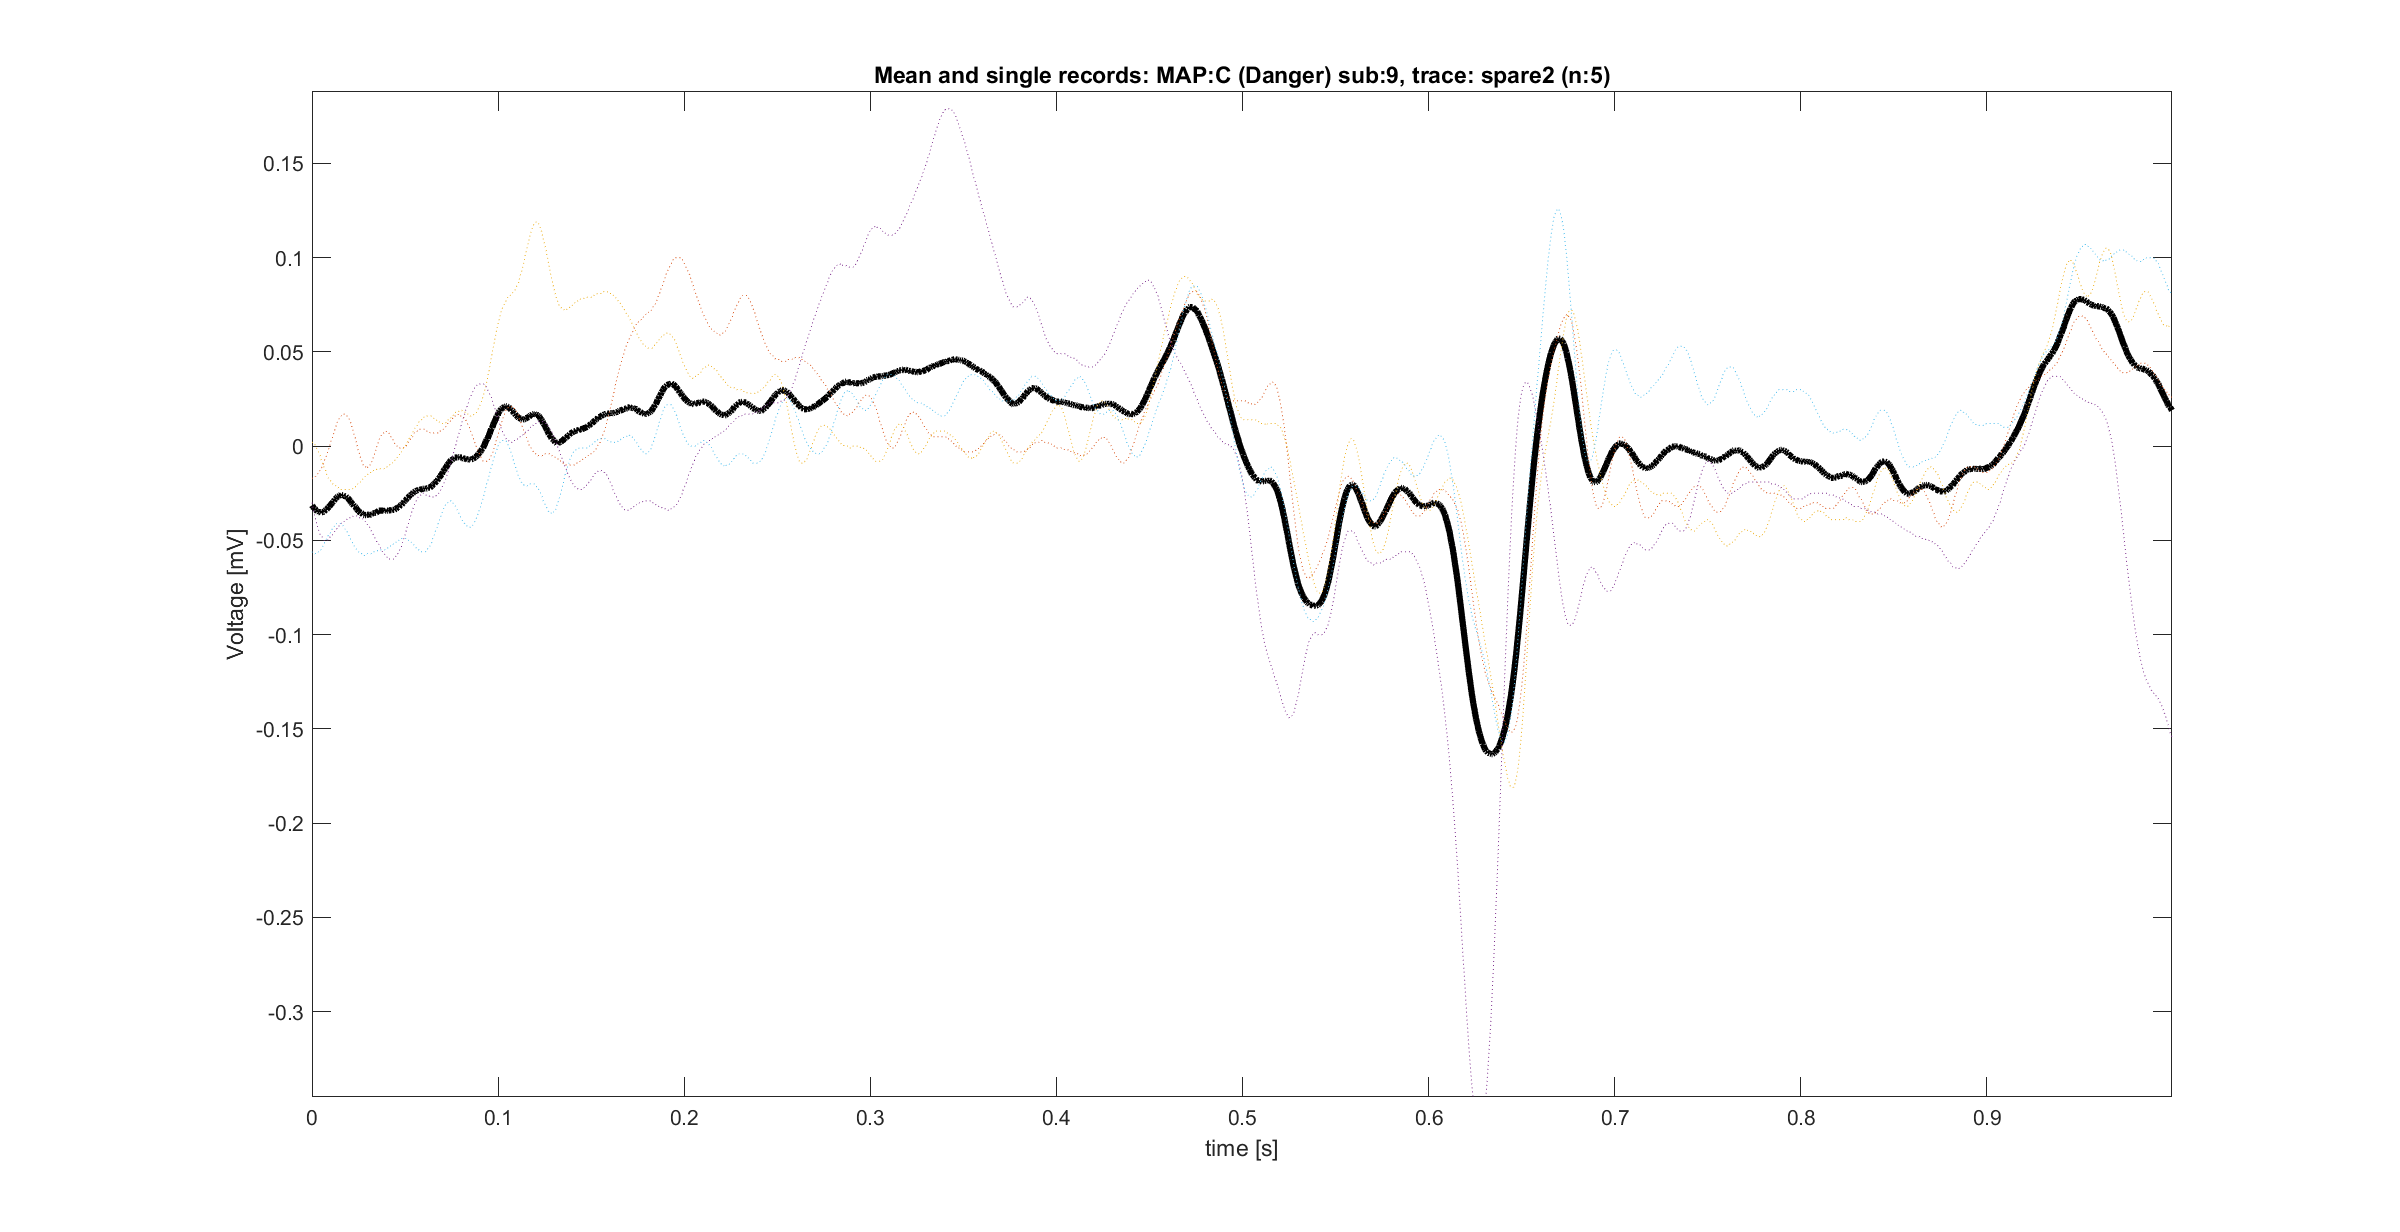 Mean and single records: MAP:C (Danger) sub:9, trace: spare2 (n:5)
0.15
0.1
0.05
0
-0.05
-0.1
-0.15
-0.2
-0.25
-0.3
Voltage [mV]
0 0.1 0.2 0.3 0.4 0.5 0.6 0.7 0.8 0.9
time [s]